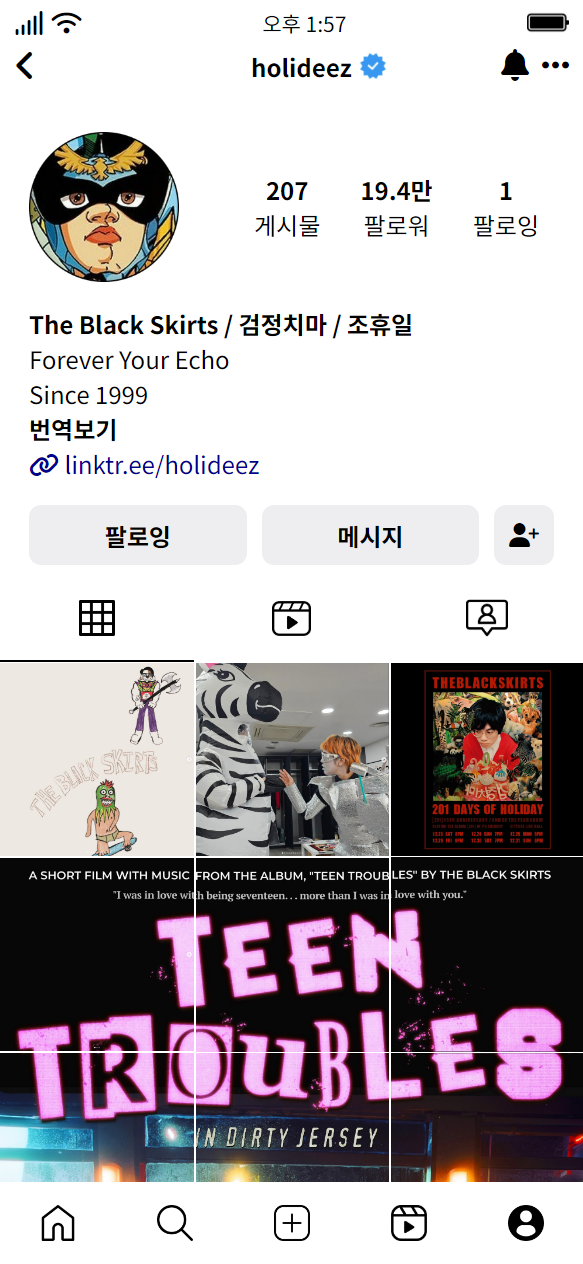 오후 1:57
holideez
207 19.4만 1
게시물 팔로워 팔로잉
The Black Skirts / 검정치마 / 조휴일
Forever Your Echo
Since 1999
번역보기
linktr.ee/holideez
팔로잉 메시지
THE BLACK SKIRTS
THEBLACKSKIRTS
201 DAYS OF HOLIDAY
A SHORT FILM WITH MUSIC FROM THE ALBUM, "TEEN TROUBLES" BY THE BLACK SKIRTS
"I was in love with being seventeen... more than I was in love with you."
TEEN
TROUBLES
IN DIRTY JERSEY